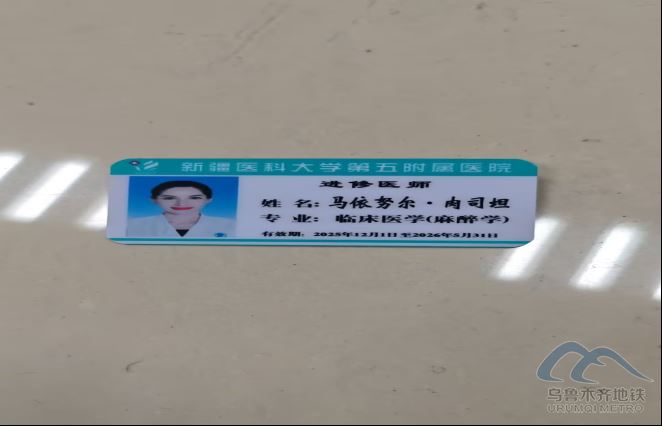 新疆医科大学第五附属医院
进修医师
姓名:马依努尔·肉司坦
专业:临床医学(麻醉学)
有效期:2025年12月1日至2026年5月31日
乌鲁木齐地铁
URUMQI METRO